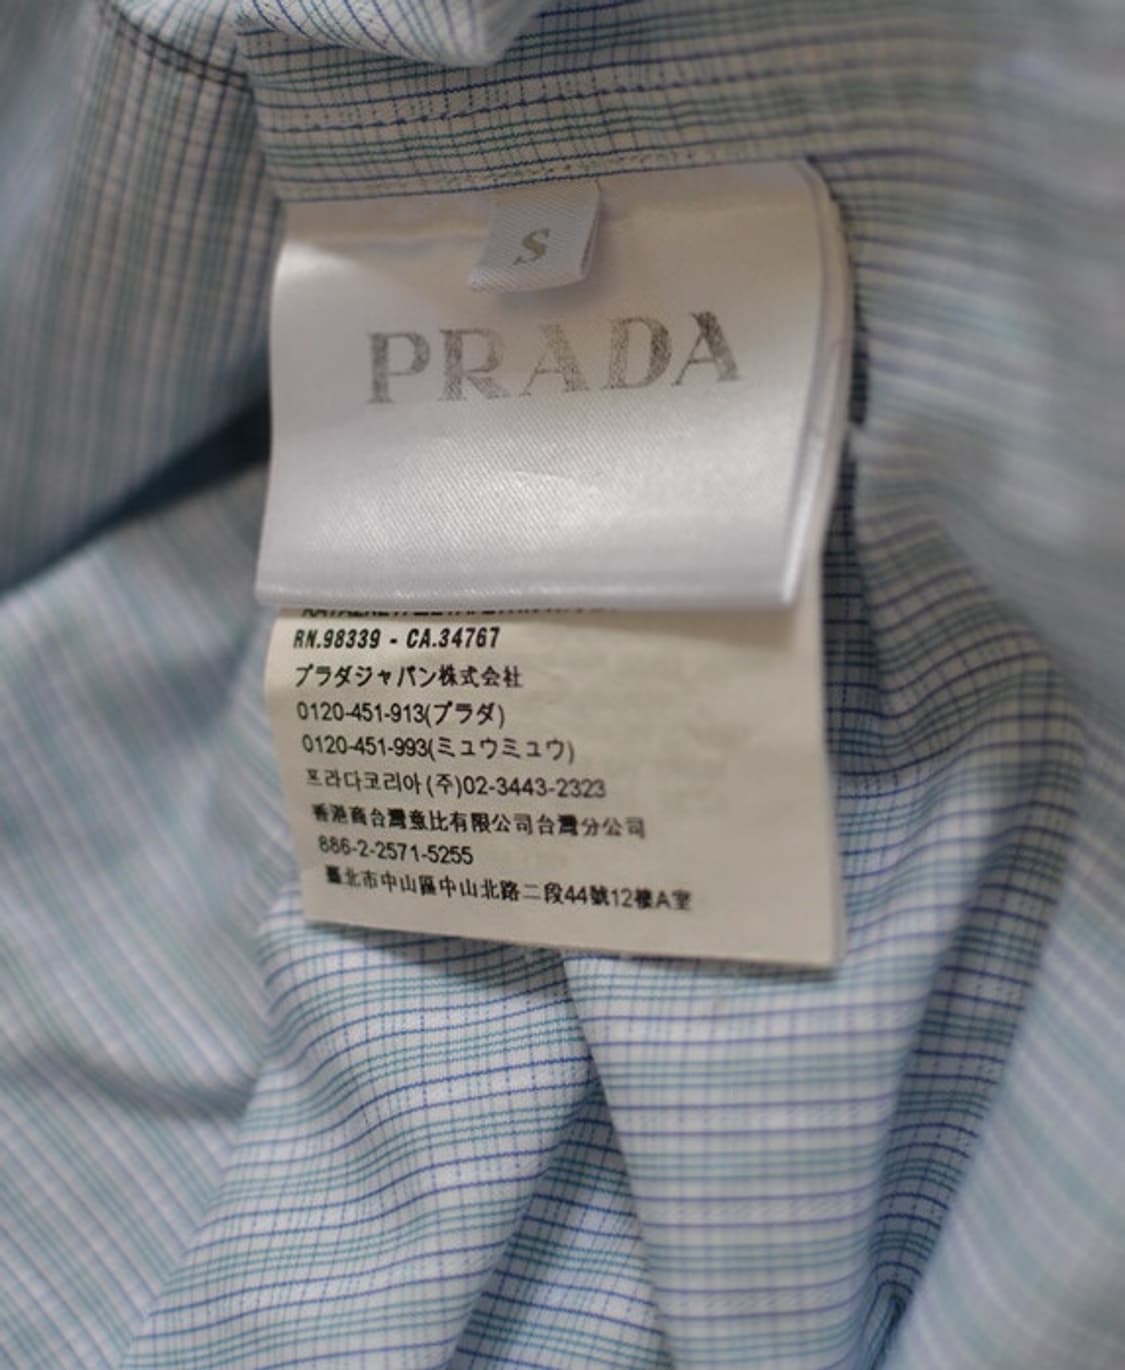 S
PRADA
RN.98339 - CA.34767
プラダジャパン株式会社
0120-451-913(プラダ)
0120-451-993(ミュウミュウ)
프라다코리아(주)02-3443-2323
香港商台灣意比有限公司台灣分公司
886-2-2571-5255
臺北市中山區中山北路二段44號12樓A室